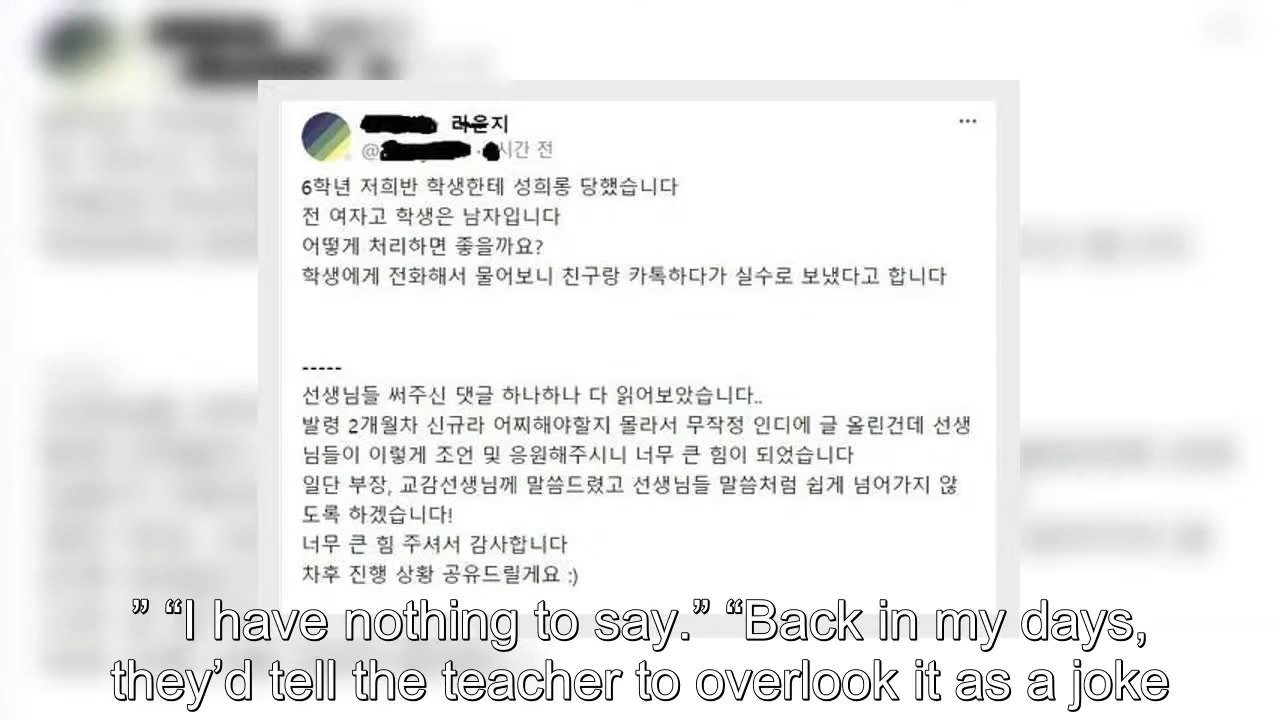 라윤지
@ · 시간 전
6학년 저희반 학생한테 성희롱 당했습니다
전 여자고 학생은 남자입니다
어떻게 처리하면 좋을까요?
학생에게 전화해서 물어보니 친구랑 카톡하다가 실수로 보냈다고 합니다
-----
선생님들 써주신 댓글 하나하나 다 읽어보았습니다..
발령 2개월차 신규라 어찌해야할지 몰라서 무작정 인디에 글 올린건데 선생
님들이 이렇게 조언 및 응원해주시니 너무 큰 힘이 되었습니다
일단 부장, 교감선생님께 말씀드렸고 선생님들 말씀처럼 쉽게 넘어가지 않
도록 하겠습니다!
너무 큰 힘 주셔서 감사합니다
차후 진행 상황 공유드릴게요 :)
” “I have nothing to say.” “Back in my days,
they’d tell the teacher to overlook it as a joke